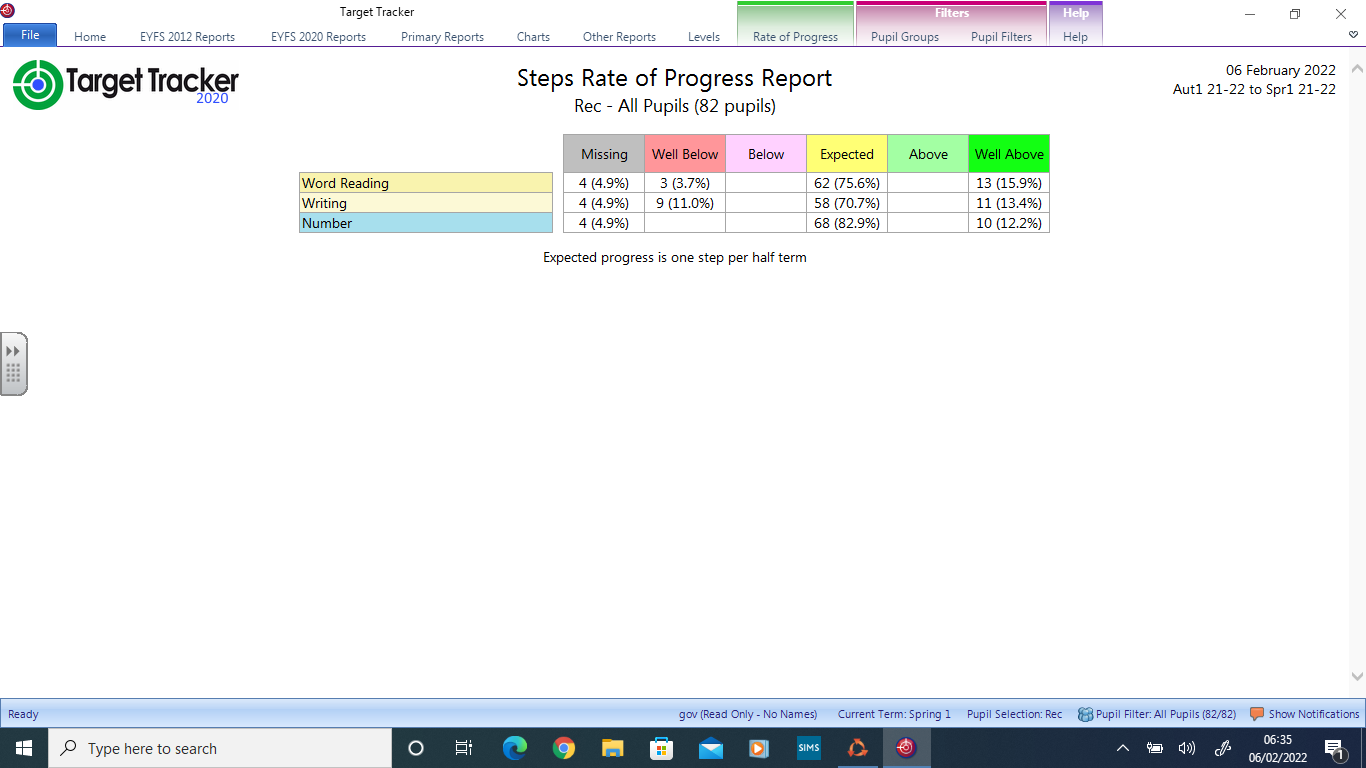 Target Tracker
Filters
Help
File Home EYFS 2012 Reports EYFS 2020 Reports Primary Reports Charts Other Reports Levels Rate of Progress Pupil Groups Pupil Filters Help
Target Tracker
2020
Steps Rate of Progress Report
Rec - All Pupils (82 pupils)
06 February 2022
Aut1 21-22 to Spr1 21-22
Missing Well Below Below Expected Above Well Above
Word Reading 4 (4.9%) 3 (3.7%) 62 (75.6%) 13 (15.9%)
Writing 4 (4.9%) 9 (11.0%) 58 (70.7%) 11 (13.4%)
Number 4 (4.9%) 68 (82.9%) 10 (12.2%)
Expected progress is one step per half term
Ready gov (Read Only - No Names) Current Term: Spring 1 Pupil Selection: Rec Pupil Filter: All Pupils (82/82) Show Notifications
Type here to search
SIMS
06:35
06/02/2022
1